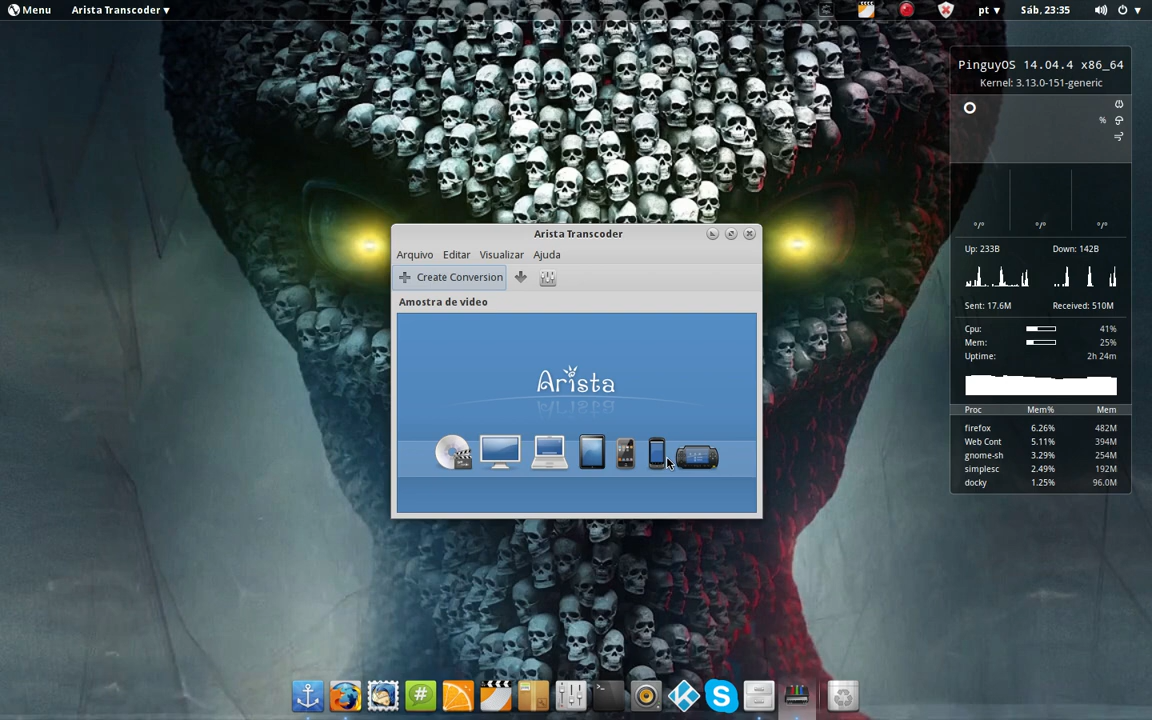 Menu
Arista Transcoder ▾
pt ▾
Sáb, 23:35
PinguyOS 14.04.4 x86_64
Kernel: 3.13.0-151-generic
%
Up: 233B
Down: 142B
Sent: 17.6M
Received: 510M
Cpu:
41%
Mem:
25%
Uptime:
2h 24m
Proc
Mem%
Mem
firefox
6.26%
482M
Web Cont
5.11%
394M
gnome-sh
3.29%
254M
simplesc
2.49%
192M
docky
1.25%
96.0M
Arista Transcoder
Arquivo
Editar
Visualizar
Ajuda
Create Conversion
Amostra de video
Arista